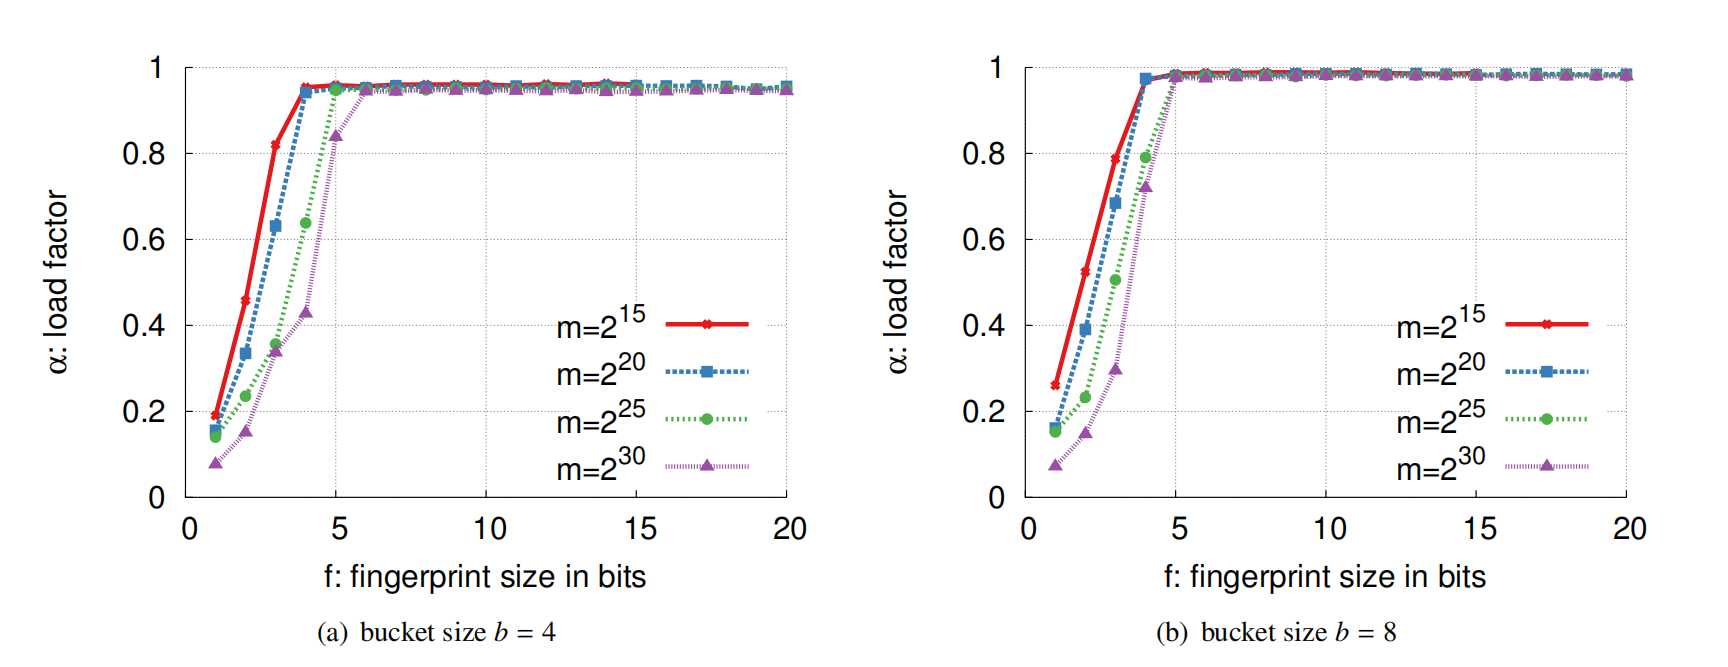 1
0.8
0.6
0.4
0.2
0
α: load factor
m=2^15
m=2^20
m=2^25
m=2^30
0 5 10 15 20
f: fingerprint size in bits
(a) bucket size b = 4
1
0.8
0.6
0.4
0.2
0
α: load factor
m=2^15
m=2^20
m=2^25
m=2^30
0 5 10 15 20
f: fingerprint size in bits
(b) bucket size b = 8